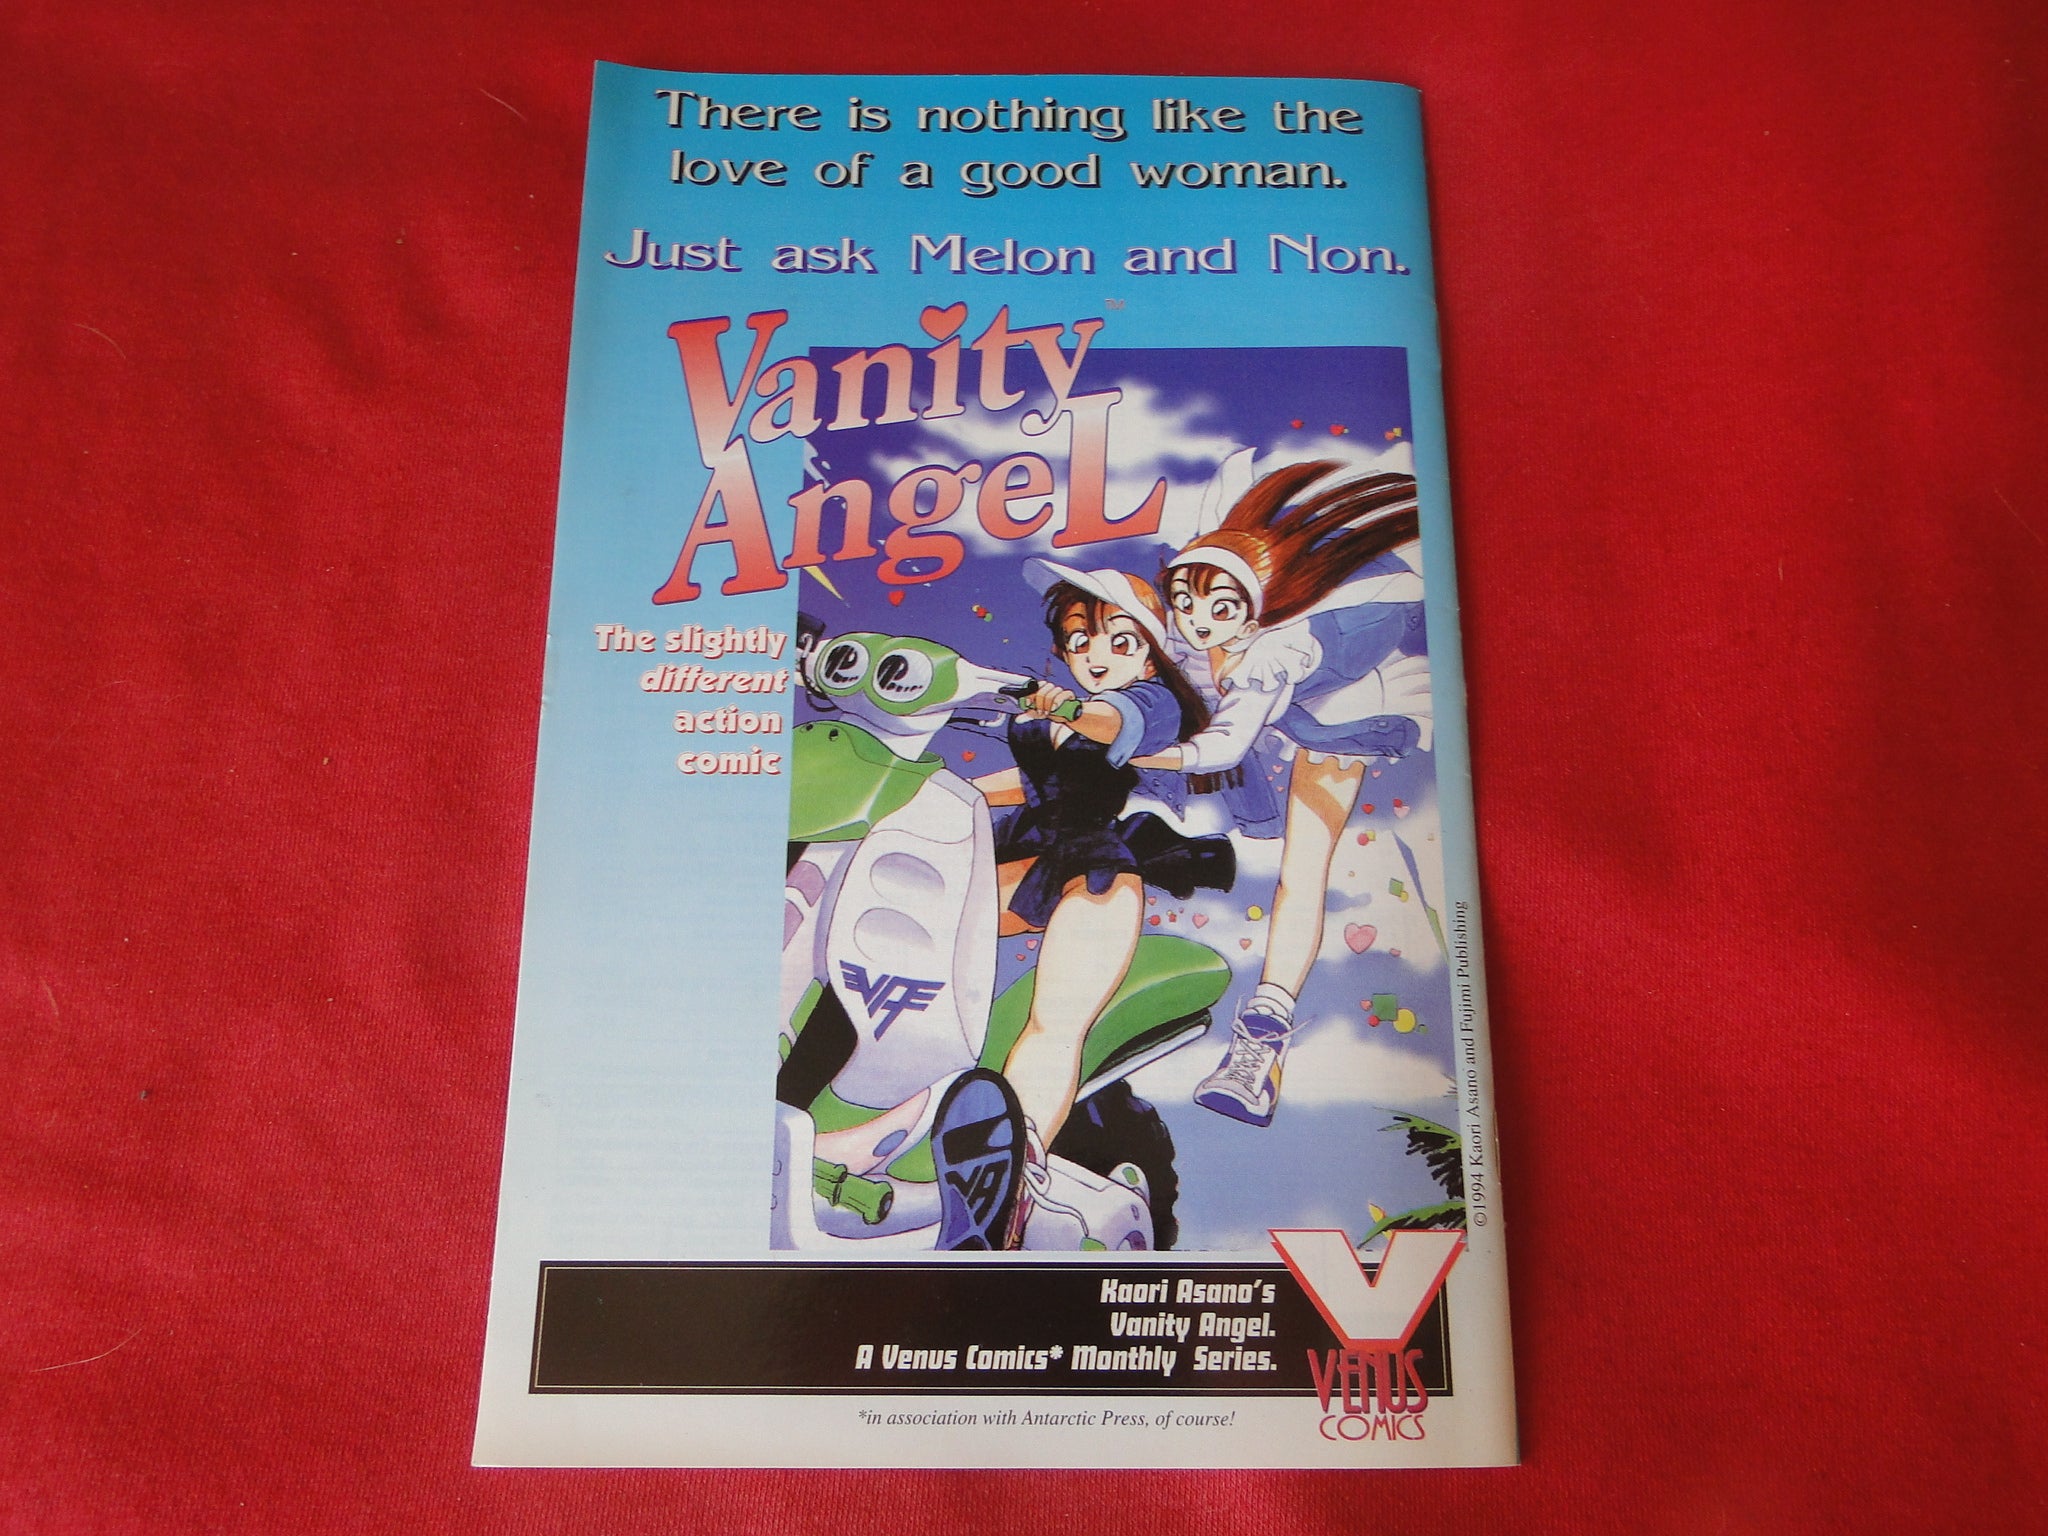 There is nothing like the
love of a good woman.
Just ask Melon and Non.
Vanity
Angel
TM
The slightly
different
action
comic
VA
VA
©1994 Kaori Asano and Fujimi Publishing
Kaori Asano's
Vanity Angel.
A Venus Comics* Monthly Series.
V
VENUS
COMICS
*in association with Antarctic Press, of course!